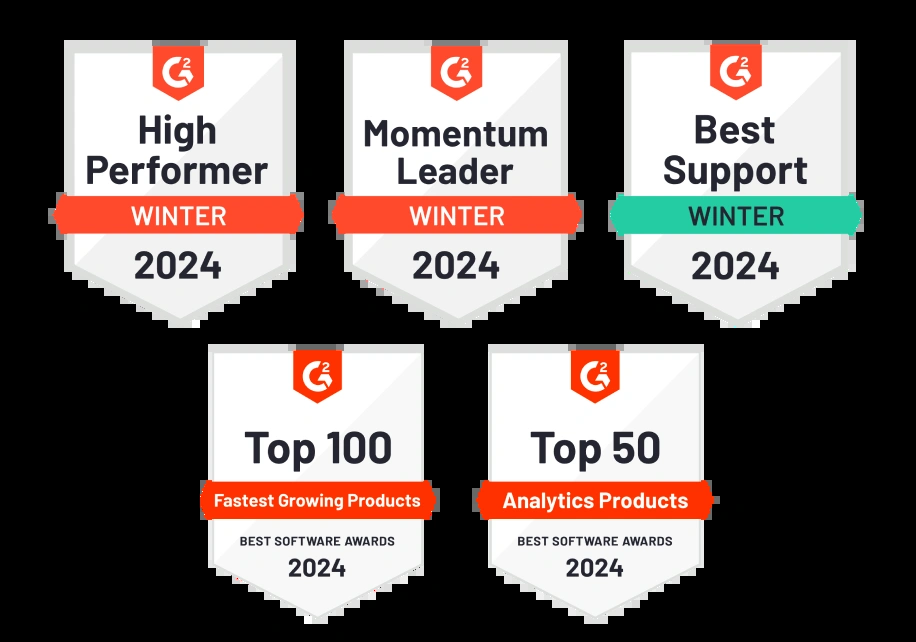 G2
High
Performer
WINTER
2024
G2
Momentum
Leader
WINTER
2024
G2
Best
Support
WINTER
2024
G2
Top 100
Fastest Growing Products
BEST SOFTWARE AWARDS
2024
G2
Top 50
Analytics Products
BEST SOFTWARE AWARDS
2024